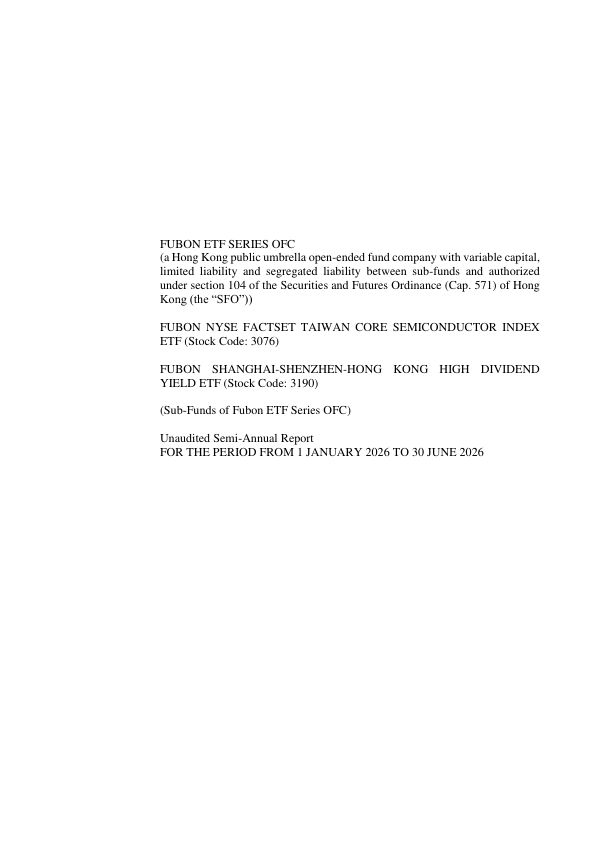 FUBON ETF SERIES OFC
(a Hong Kong public umbrella open-ended fund company with variable capital,
limited liability and segregated liability between sub-funds and authorized
under section 104 of the Securities and Futures Ordinance (Cap. 571) of Hong
Kong (the “SFO”))
FUBON NYSE FACTSET TAIWAN CORE SEMICONDUCTOR INDEX
ETF (Stock Code: 3076)
FUBON SHANGHAI-SHENZHEN-HONG KONG HIGH DIVIDEND
YIELD ETF (Stock Code: 3190)
(Sub-Funds of Fubon ETF Series OFC)
Unaudited Semi-Annual Report
FOR THE PERIOD FROM 1 JANUARY 2026 TO 30 JUNE 2026